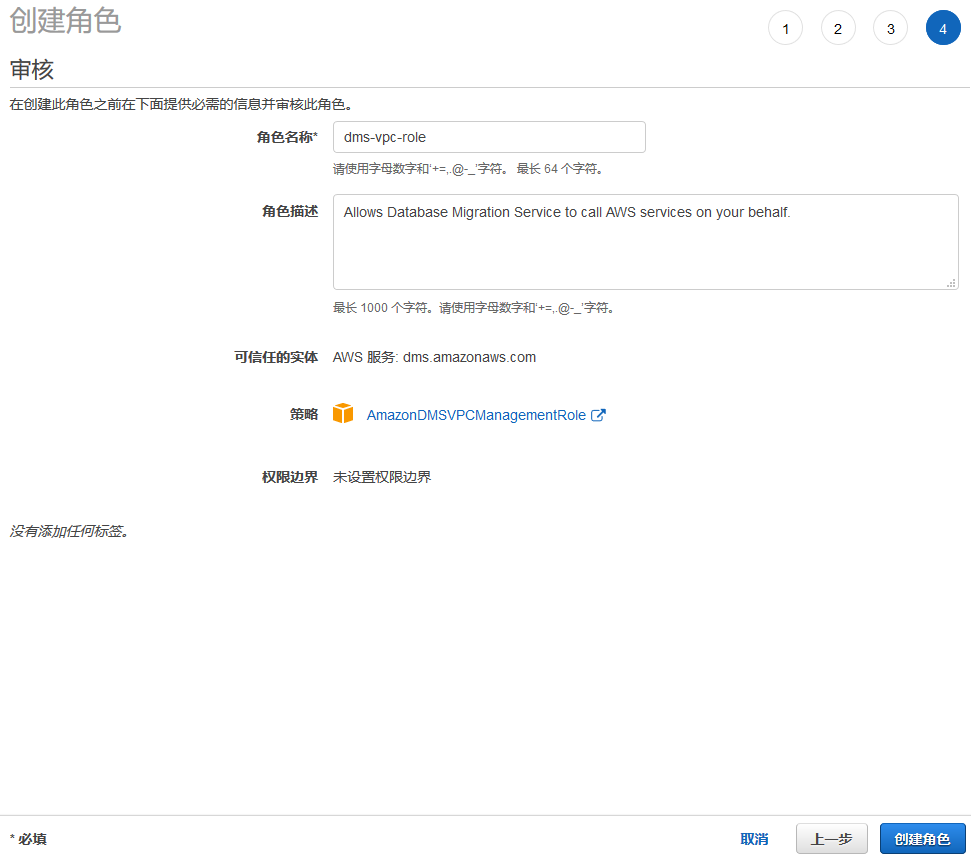 创建角色
1 2 3 4
审核
在创建此角色之前在下面提供必需的信息并审核此角色。
角色名称* dms-vpc-role
请使用字母数字和‘+=,.@-_’字符。 最长 64 个字符。
角色描述 Allows Database Migration Service to call AWS services on your behalf.
最长 1000 个字符。请使用字母数字和‘+=,.@-_’字符。
可信任的实体 AWS 服务: dms.amazonaws.com
策略 AmazonDMSVPCManagementRole
权限边界 未设置权限边界
没有添加任何标签。
* 必填 取消 上一步 创建角色